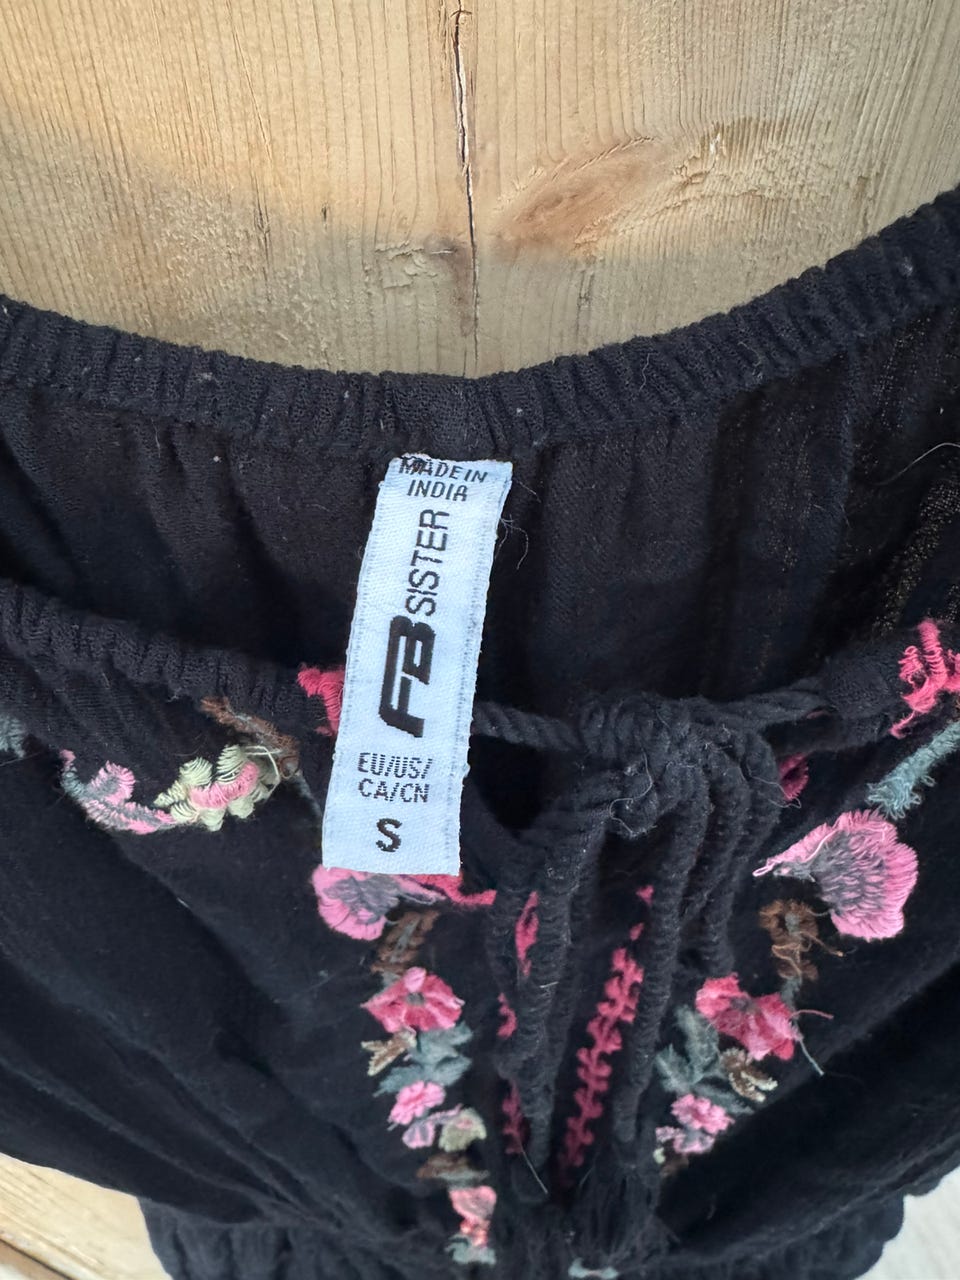 MADE IN
INDIA
FB SISTER
EU/US/
CA/CN
S